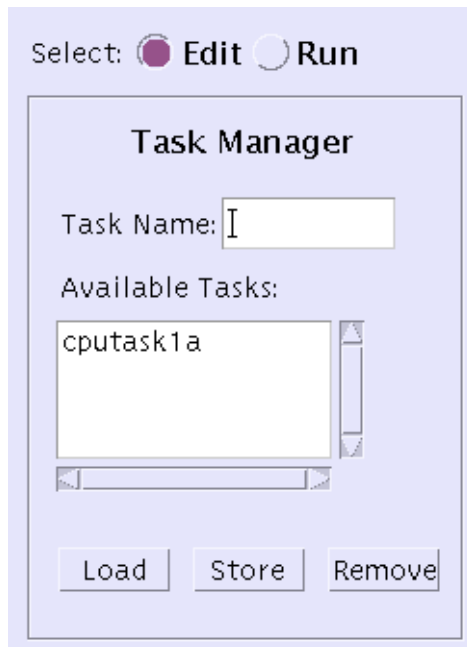 Select: Edit Run
Task Manager
Task Name:
Available Tasks:
cputask1a
Load Store Remove